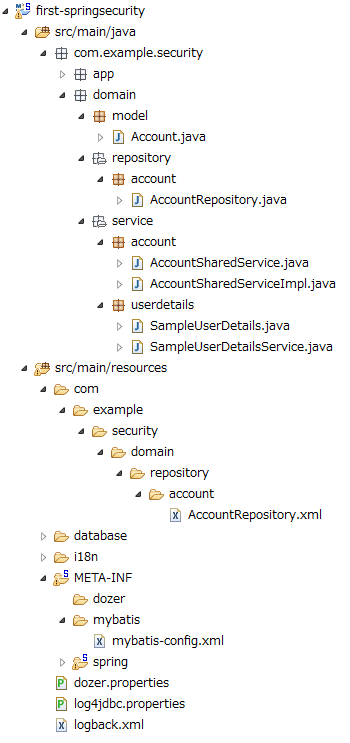 first-springsecurity
src/main/java
com.example.security
app
domain
model
Account.java
repository
account
AccountRepository.java
service
account
AccountSharedService.java
AccountSharedServiceImpl.java
userdetails
SampleUserDetails.java
SampleUserDetailsService.java
src/main/resources
com
example
security
domain
repository
account
AccountRepository.xml
database
i18n
META-INF
dozer
mybatis
mybatis-config.xml
spring
dozer.properties
log4jdbc.properties
logback.xml